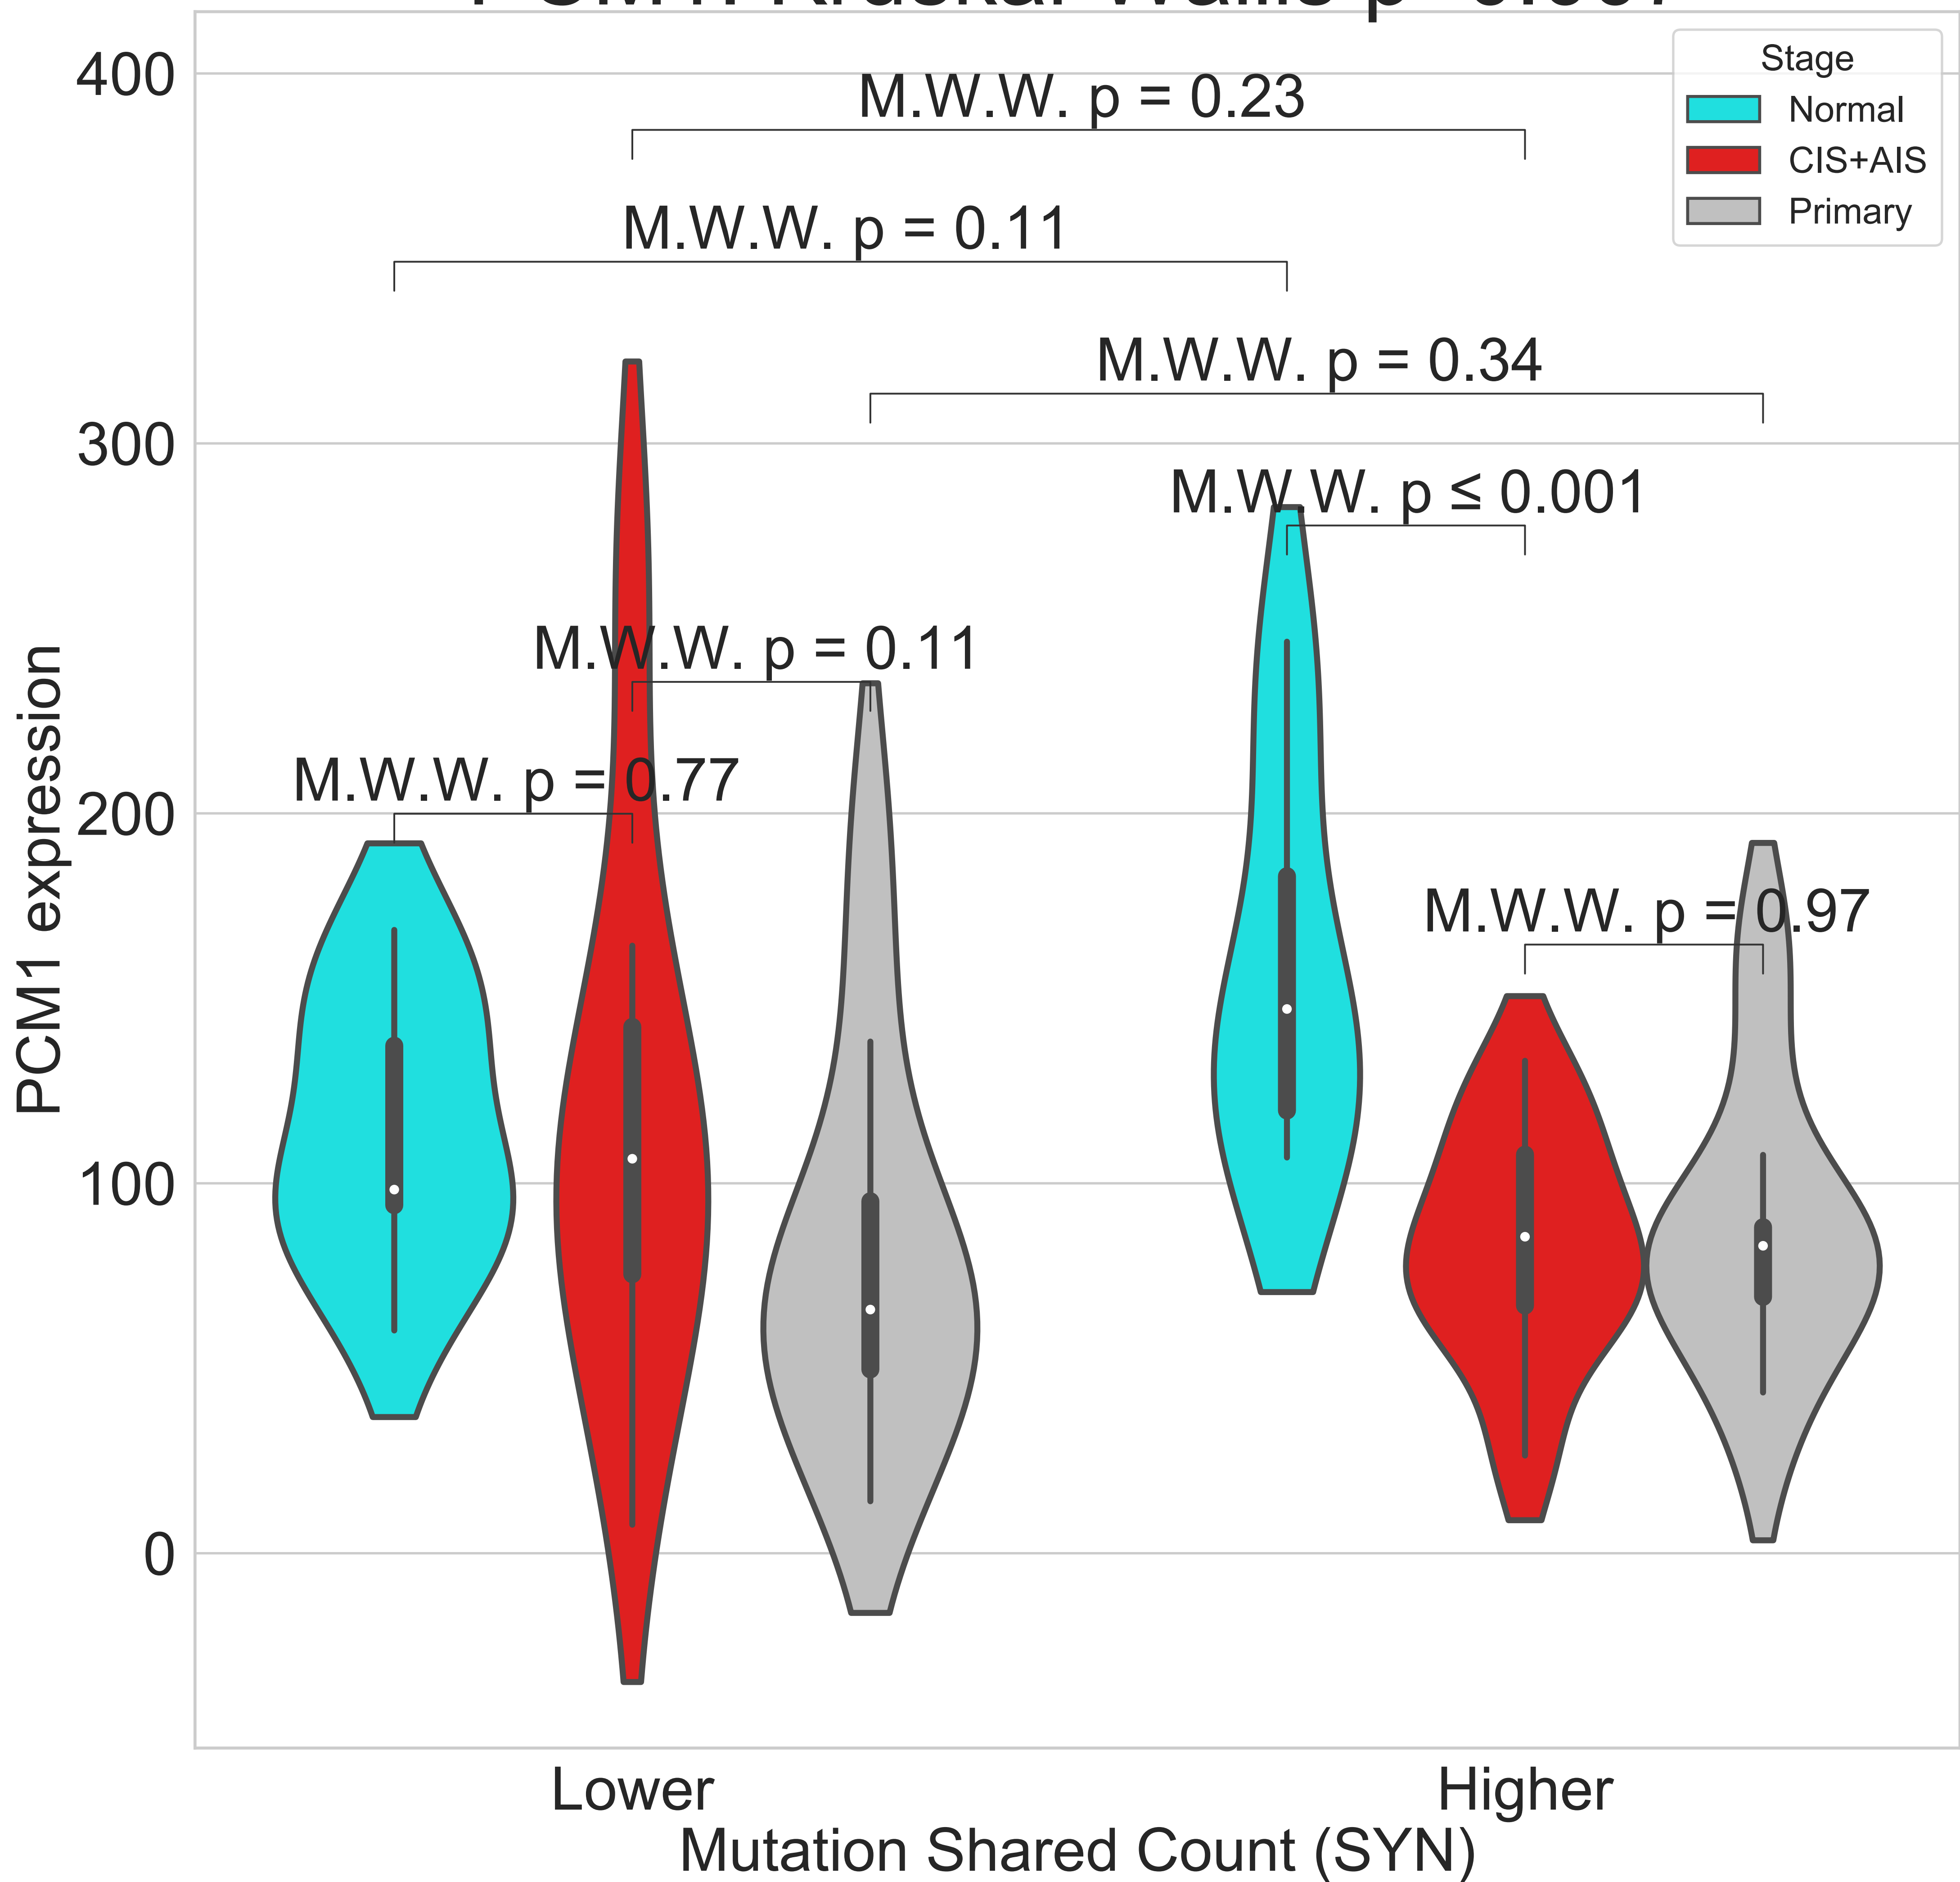 400
300
200
100
0
PCM1 expression
M.W.W. p = 0.23
M.W.W. p = 0.11
M.W.W. p = 0.34
M.W.W. p ≤ 0.001
M.W.W. p = 0.11
M.W.W. p = 0.77
M.W.W. p = 0.97
Stage
Normal
CIS+AIS
Primary
Lower
Higher
Mutation Shared Count (SYN)